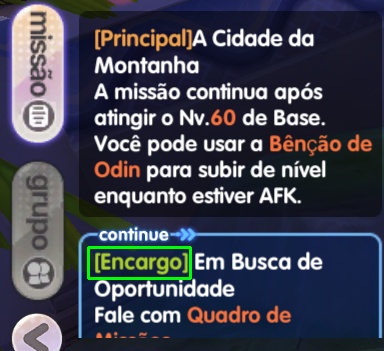 missão
grupo
[Principal]A Cidade da
Montanha
A missão continua após
atingir o Nv.60 de Base.
Você pode usar a Bênção de
Odin para subir de nível
enquanto estiver AFK.
continue
[Encargo] Em Busca de
Oportunidade
Fale com Quadro de
Missões